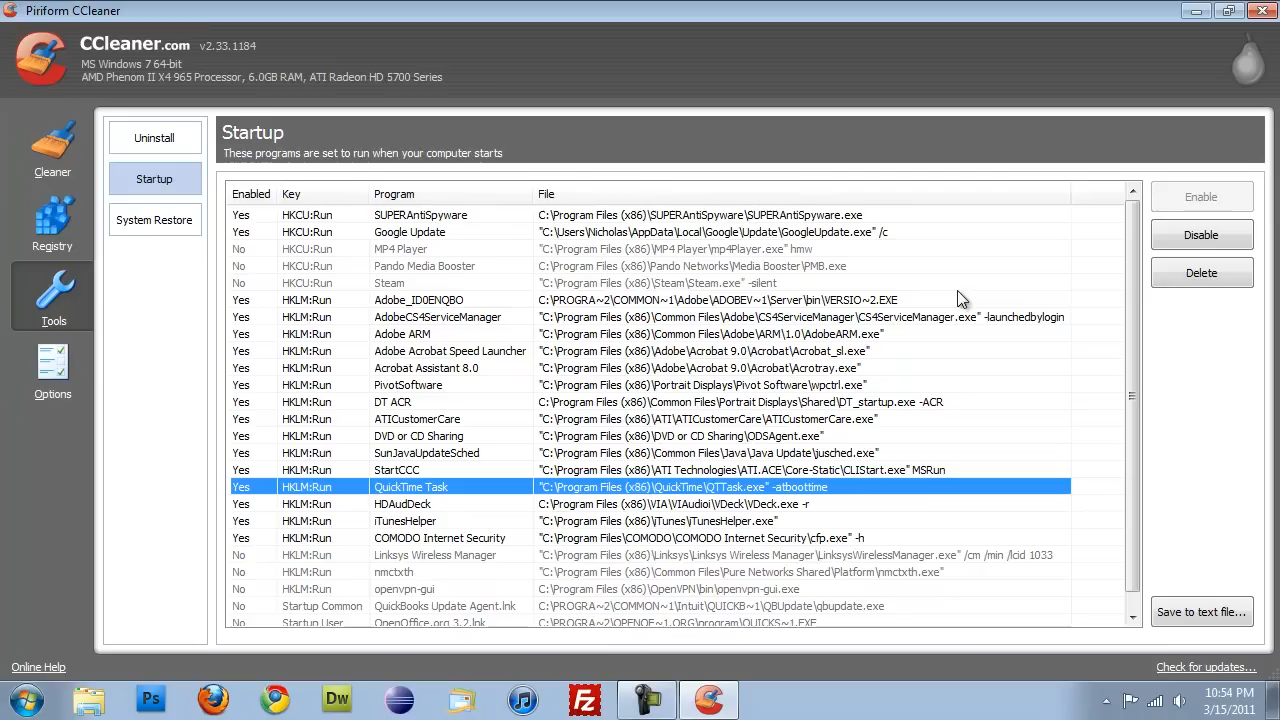 Piriform CCleaner
CCleaner.com v2.33.1184
MS Windows 7 64-bit
AMD Phenom II X4 965 Processor, 6.0GB RAM, ATI Radeon HD 5700 Series
Cleaner
Registry
Tools
Options
Uninstall
Startup
System Restore
Startup
These programs are set to run when your computer starts
Enabled Key Program File
Yes HKCU:Run SUPERAntiSpyware C:\Program Files (x86)\SUPERAntiSpyware\SUPERAntiSpyware.exe
Yes HKCU:Run Google Update "C:\Users\Nicholas\AppData\Local\Google\Update\GoogleUpdate.exe" /c
No HKCU:Run MP4 Player "C:\Program Files (x86)\MP4 Player\mp4Player.exe" hmw
No HKCU:Run Pando Media Booster C:\Program Files (x86)\Pando Networks\Media Booster\PMB.exe
No HKCU:Run Steam "C:\Program Files (x86)\Steam\Steam.exe" -silent
Yes HKLM:Run Adobe_ID0ENQBO C:\PROGRA~2\COMMON~1\Adobe\ADOBEV~1\Server\bin\VERSIO~2.EXE
Yes HKLM:Run AdobeCS4ServiceManager "C:\Program Files (x86)\Common Files\Adobe\CS4ServiceManager\CS4ServiceManager.exe" -launchedbylogin
Yes HKLM:Run Adobe ARM "C:\Program Files (x86)\Common Files\Adobe\ARM\1.0\AdobeARM.exe"
Yes HKLM:Run Adobe Acrobat Speed Launcher "C:\Program Files (x86)\Adobe\Acrobat 9.0\Acrobat\Acrobat_sl.exe"
Yes HKLM:Run Acrobat Assistant 8.0 "C:\Program Files (x86)\Adobe\Acrobat 9.0\Acrobat\Acrotray.exe"
Yes HKLM:Run PivotSoftware "C:\Program Files (x86)\Portrait Displays\Pivot Software\wpctrl.exe"
Yes HKLM:Run DT ACR "C:\Program Files (x86)\Common Files\Portrait Displays\Shared\DT_startup.exe -ACR
Yes HKLM:Run ATICustomerCare "C:\Program Files (x86)\ATI\ATICustomerCare\ATICustomerCare.exe"
Yes HKLM:Run DVD or CD Sharing "C:\Program Files (x86)\DVD or CD Sharing\ODSAgent.exe"
Yes HKLM:Run SunJavaUpdateSched "C:\Program Files (x86)\Common Files\Java\Java Update\jusched.exe"
Yes HKLM:Run StartCCC "C:\Program Files (x86)\ATI Technologies\ATI.ACE\Core-Static\CLIStart.exe" MSRun
Yes HKLM:Run QuickTime Task "C:\Program Files (x86)\QuickTime\QTTask.exe" -atboottime
Yes HKLM:Run HDAudDeck C:\Program Files (x86)\VIA\VIAudioi\VDeck\VDeck.exe -r
Yes HKLM:Run iTunesHelper "C:\Program Files (x86)\iTunes\iTunesHelper.exe"
Yes HKLM:Run COMODO Internet Security "C:\Program Files\COMODO\COMODO Internet Security\cfp.exe" -h
No HKLM:Run Linksys Wireless Manager "C:\Program Files (x86)\Linksys\Linksys Wireless Manager\LinksysWirelessManager.exe" /cm /min /lcid 1033
No HKLM:Run nmctxth "C:\Program Files (x86)\Common Files\Pure Networks Shared\Platform\nmctxth.exe"
No HKLM:Run openvpn-gui C:\Program Files (x86)\OpenVPN\bin\openvpn-gui.exe
No Startup Common QuickBooks Update Agent.lnk C:\PROGRA~2\COMMON~1\Intuit\QUICKB~1\QBUpdate\qbupdate.exe
No Startup User OpenOffice.org 3.2.lnk C:\PROGRA~2\OPENOE~1.ORG\program\QUICKS~1.EXE
Enable
Disable
Delete
Save to text file...
Online Help
Check for updates...
Ps
Dw
Fz
10:54 PM
3/15/2011